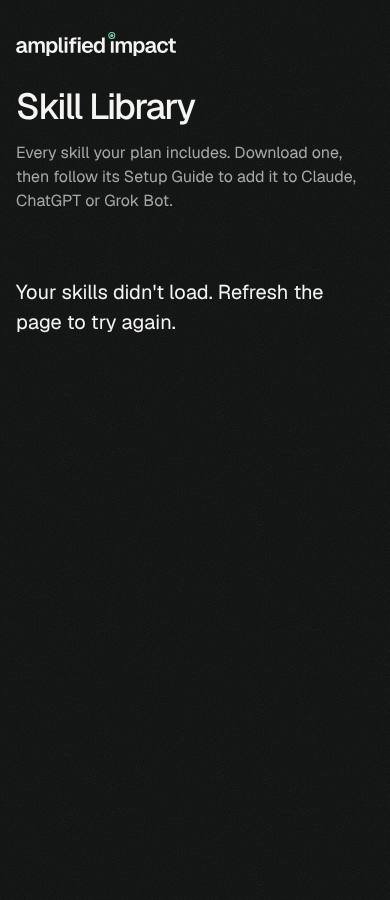 amplified impact
Skill Library
Every skill your plan includes. Download one,
then follow its Setup Guide to add it to Claude,
ChatGPT or Grok Bot.
Your skills didn't load. Refresh the
page to try again.